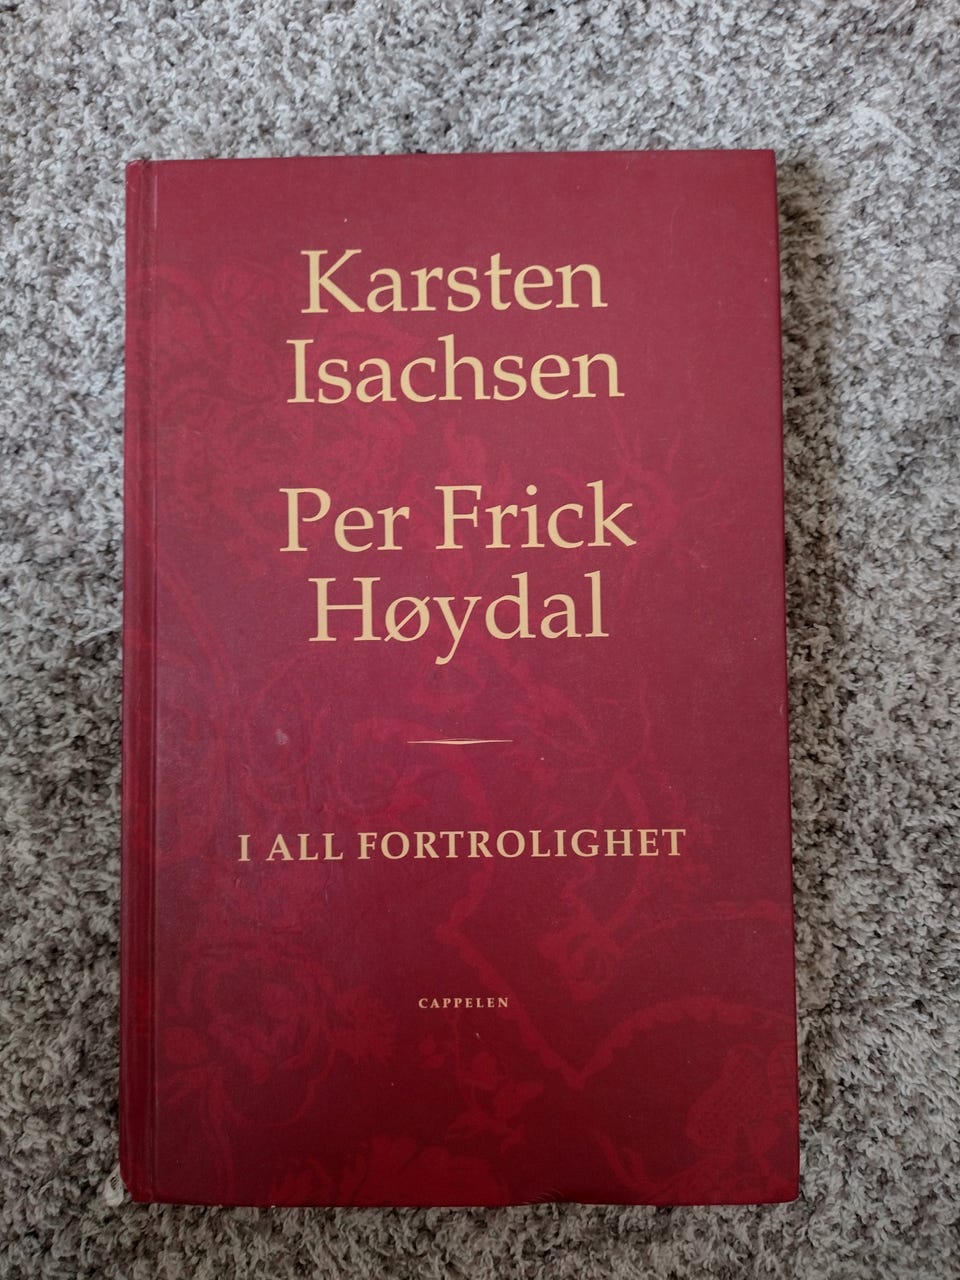 Karsten
Isachsen
Per Frick
Høydal
I ALL FORTROLIGHET
CAPPELEN